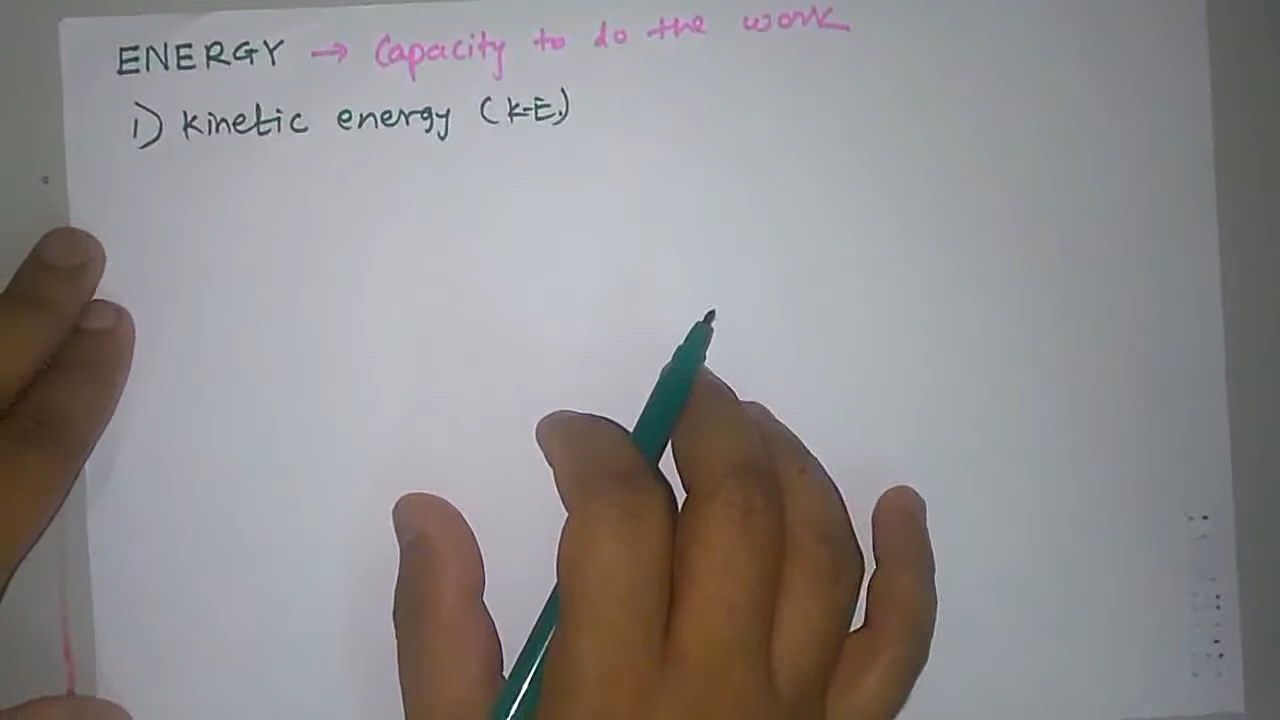 ENERGY → Capacity to do the work
1) Kinetic energy (K.E.)